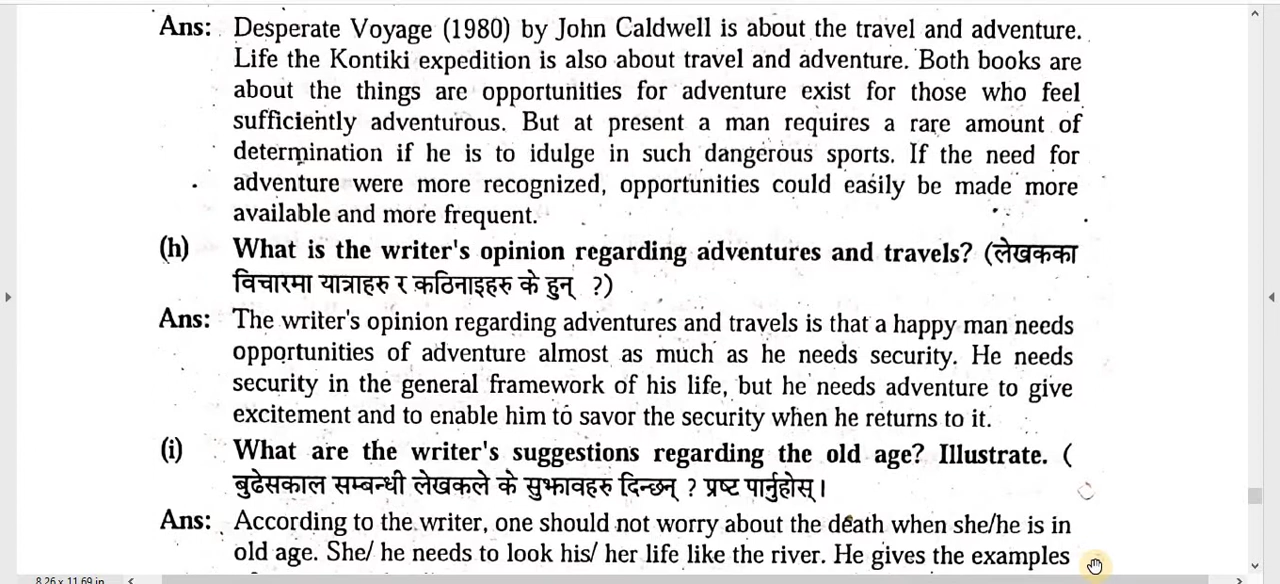 Ans: Desperate Voyage (1980) by John Caldwell is about the travel and adventure.
Life the Kontiki expedition is also about travel and adventure. Both books are
about the things are opportunities for adventure exist for those who feel
sufficiently adventurous. But at present a man requires a rare amount of
determination if he is to idulge in such dangerous sports. If the need for
adventure were more recognized, opportunities could easily be made more
available and more frequent.
(h) What is the writer's opinion regarding adventures and travels? (लेखकका
विचारमा यात्राहरु र कठिनाइहरु के हुन् ?)
Ans: The writer's opinion regarding adventures and travels is that a happy man needs
opportunities of adventure almost as much as he needs security. He needs
security in the general framework of his life, but he needs adventure to give
excitement and to enable him to savor the security when he returns to it.
(i) What are the writer's suggestions regarding the old age? Illustrate. (
बुढेसकाल सम्बन्धी लेखकले के सुझावहरु दिन्छन् ? प्रष्ट पार्नुहोस् ।
Ans: According to the writer, one should not worry about the death when she/he is in
old age. She/ he needs to look his/ her life like the river. He gives the examples
8.26 x 11.69 in